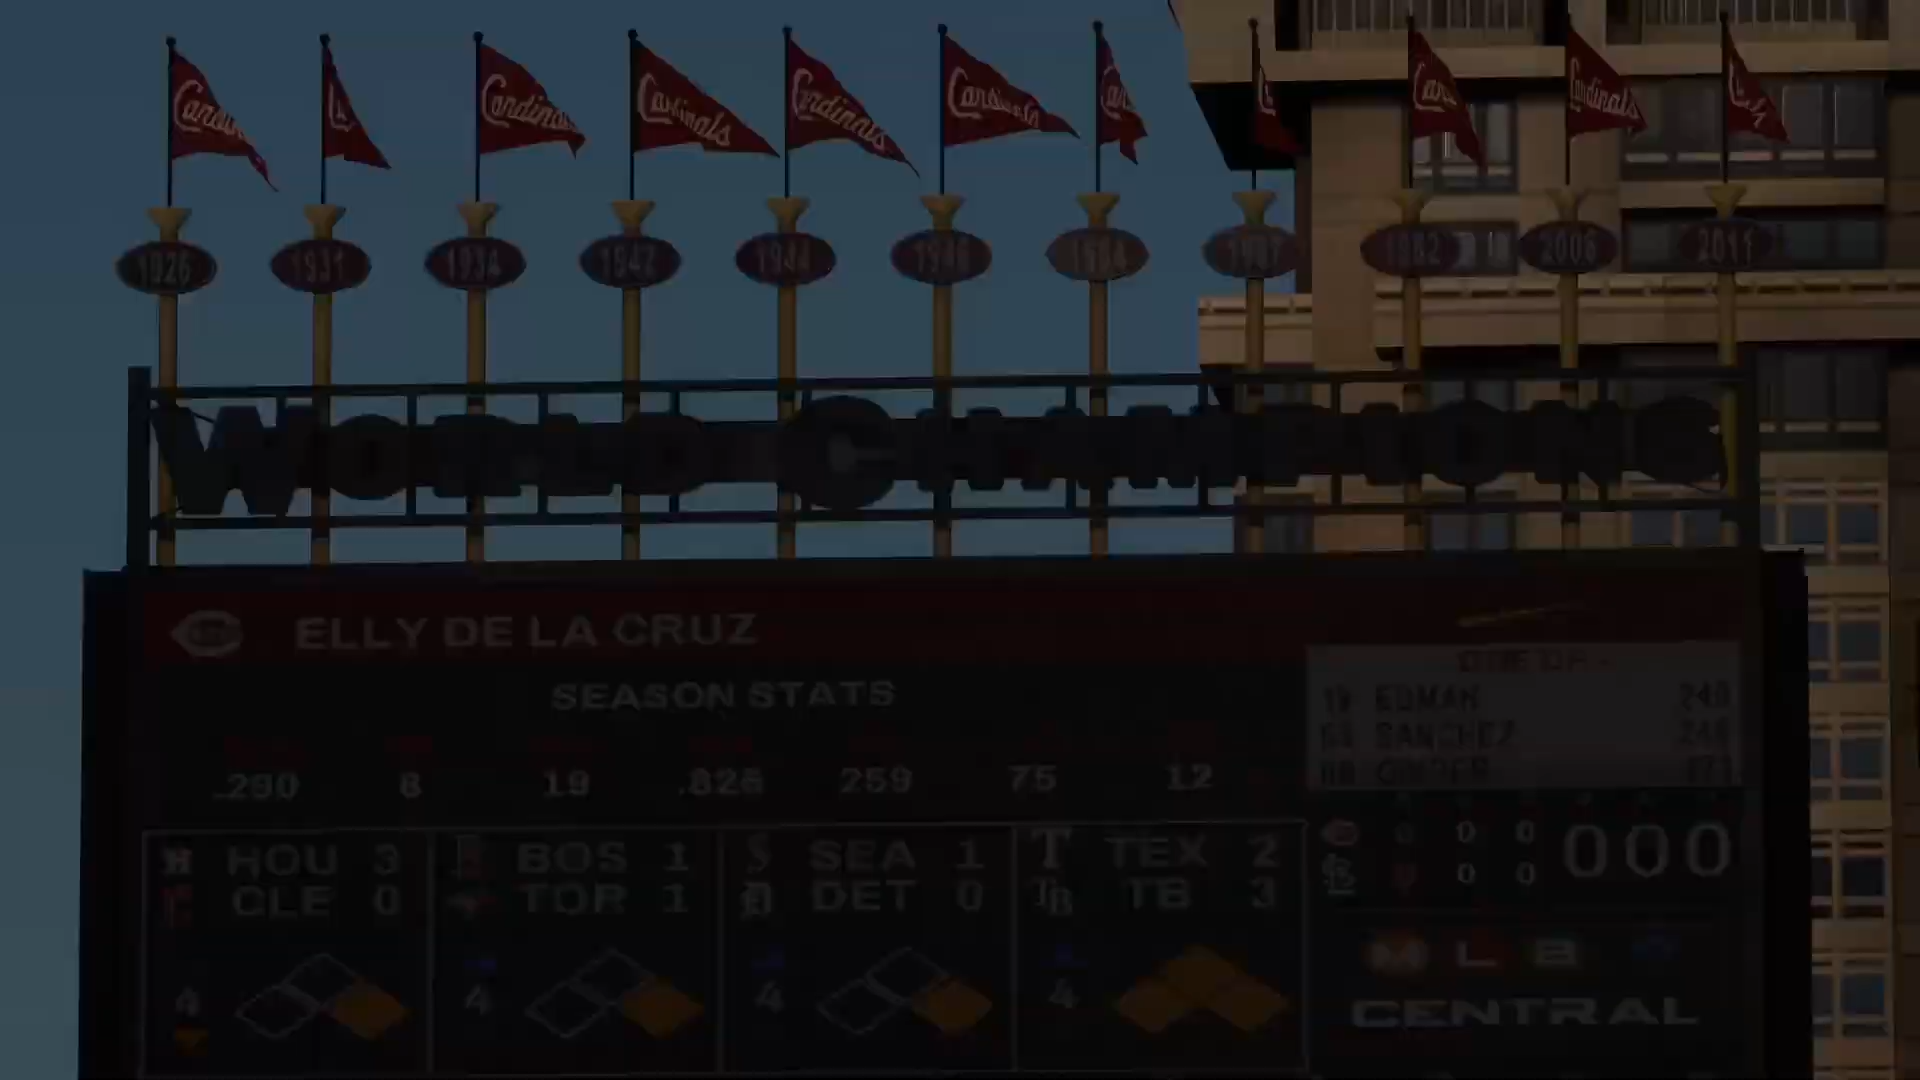 Cardinals
Cardinals
Cardinals
Cardinals
Cardinals
1926 1931 1934 1942 1944 1946 1964 1967 1982 2006 2011
WORLD CHAMPIONS
ELLY DE LA CRUZ
SEASON STATS
8 19 259 75 12
19 EDMAN
SANCHEZ
HOU 3 BOS 1 SEA 1 TEX 2
CLE 0 TOR 1 DET 0 TB 3
0 0 000
0 0
4 4 4 4
MLB
CENTRAL